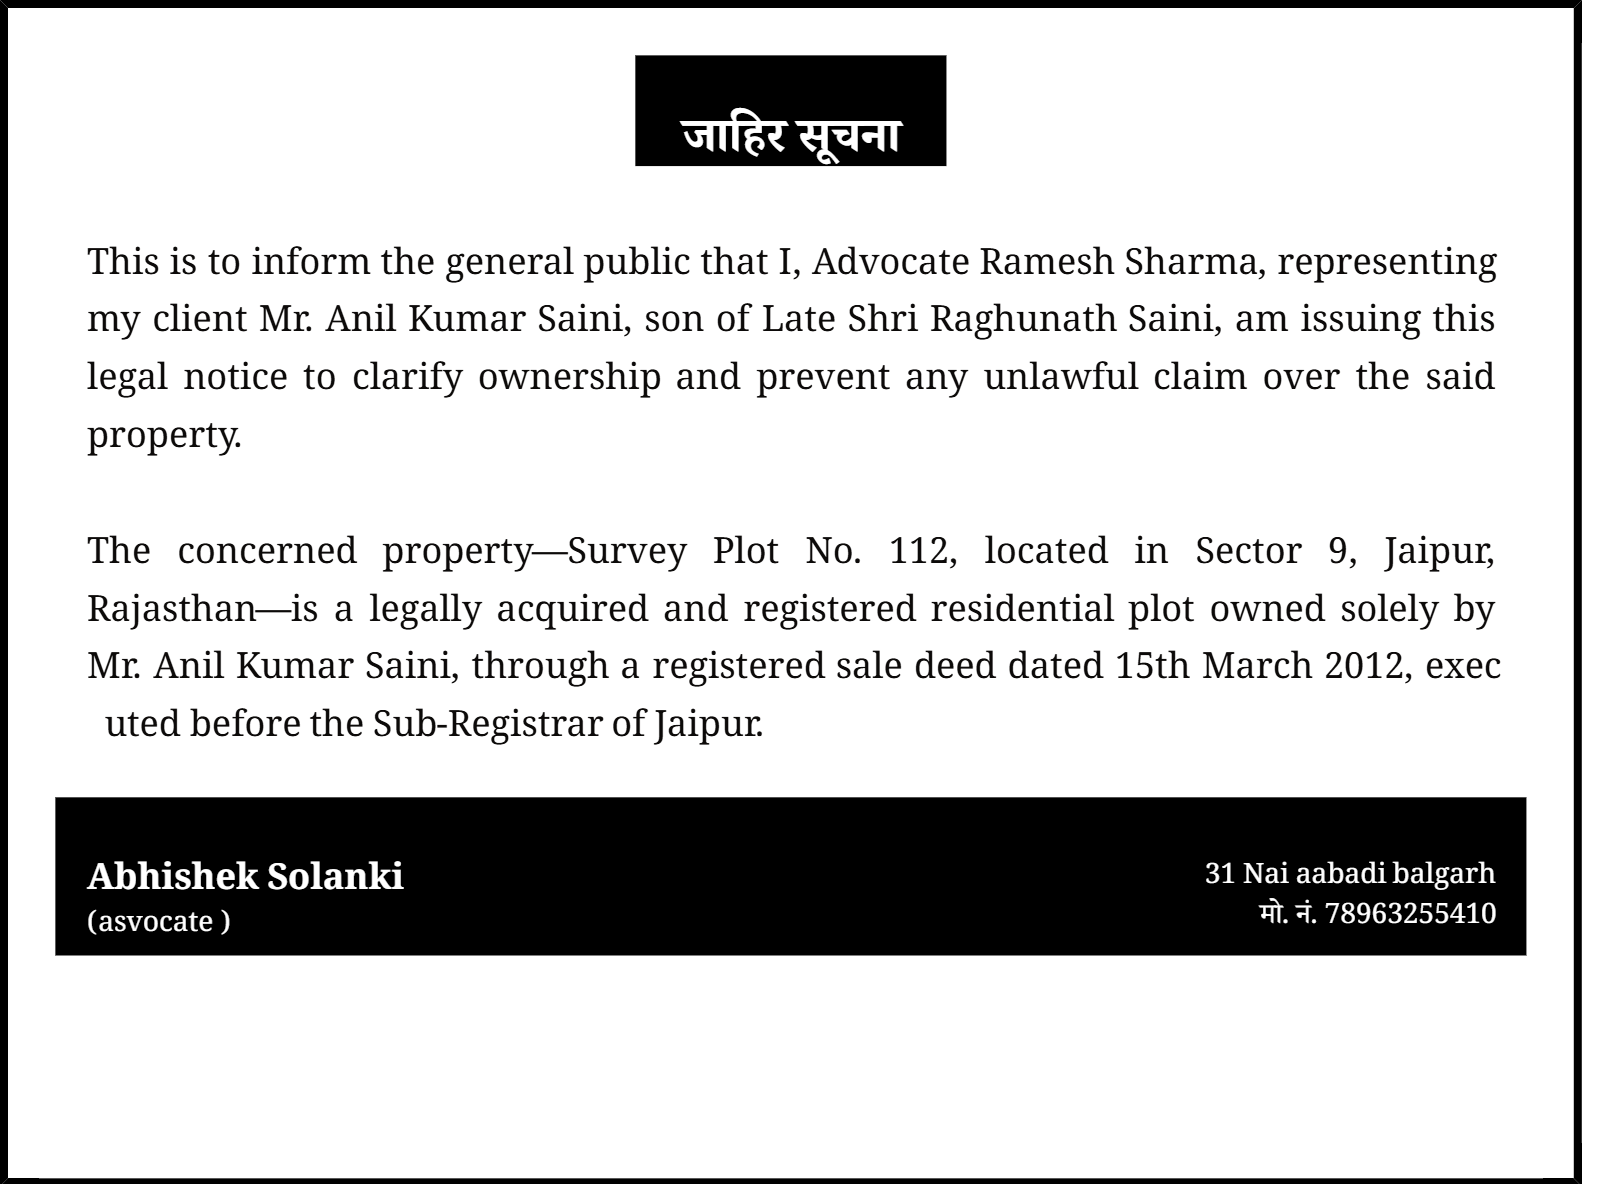 जाहिर सूचना
This is to inform the general public that I, Advocate Ramesh Sharma, representing
my client Mr. Anil Kumar Saini, son of Late Shri Raghunath Saini, am issuing this
legal notice to clarify ownership and prevent any unlawful claim over the said
property.
The concerned property—Survey Plot No. 112, located in Sector 9, Jaipur,
Rajasthan—is a legally acquired and registered residential plot owned solely by
Mr. Anil Kumar Saini, through a registered sale deed dated 15th March 2012, exec
uted before the Sub-Registrar of Jaipur.
Abhishek Solanki
(asvocate )
31 Nai aabadi balgarh
मो. नं. 78963255410